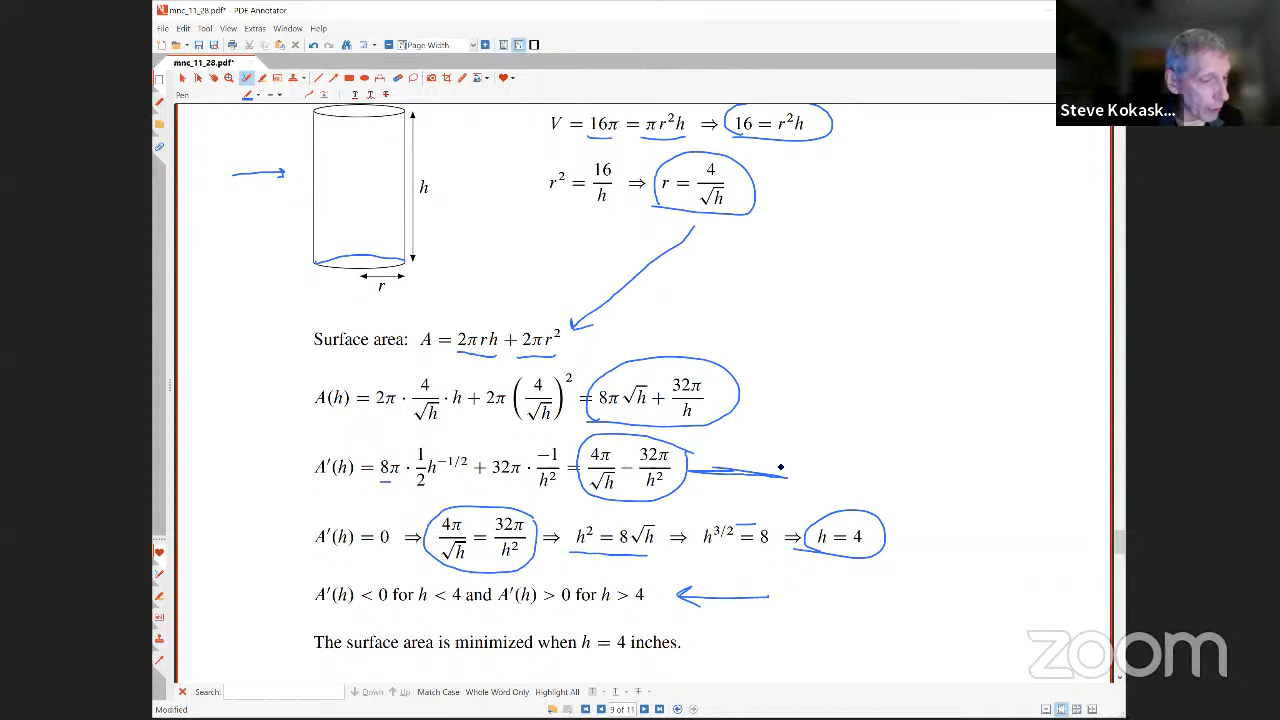 mnc_11_28.pdf* - PDF Annotator
File Edit View Tool Extras Window Help
Page Width
mnc_11_28.pdf*
Pen
Steve Kokask...
V = 16π = πr²h ⇒ 16 = r²h
r² = 16/h ⇒ r = 4/√h
h
r
Surface area: A = 2πrh + 2πr²
A(h) = 2π · 4/√h · h + 2π (4/√h)² = 8π√h + 32π/h
A′(h) = 8π · 1/2 h^{-1/2} + 32π · -1/h² = 4π/√h − 32π/h²
A′(h) = 0 ⇒ 4π/√h = 32π/h² ⇒ h² = 8√h ⇒ h^{3/2} = 8 ⇒ h = 4
A′(h) < 0 for h < 4 and A′(h) > 0 for h > 4
The surface area is minimized when h = 4 inches.
zoom
Search: Down Up Match Case Whole Word Only Highlight All
Modified 9 of 11